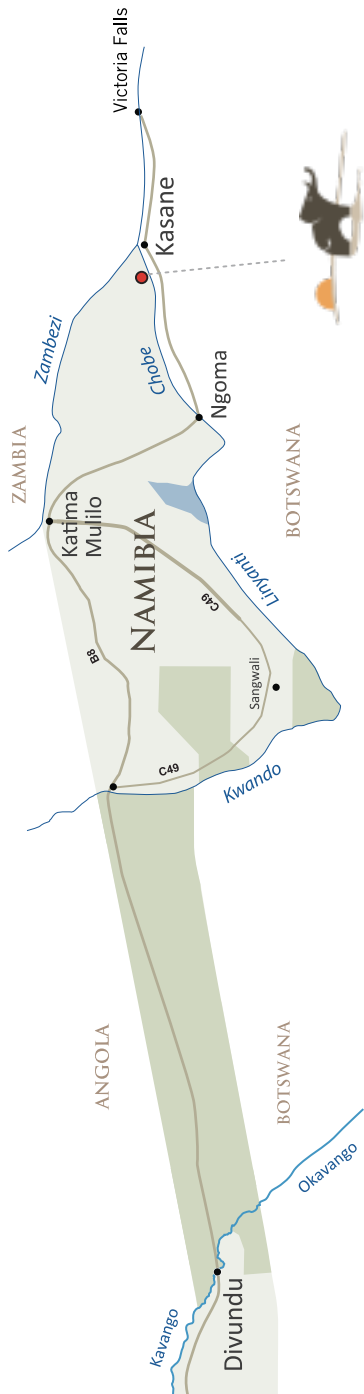 Kavango
Divundu
Okavango
ANGOLA
BOTSWANA
C49
Kwando
B8
Sangwali
C49
NAMIBIA
Linyanti
Katima
Mulilo
ZAMBIA
BOTSWANA
Ngoma
Zambezi
Chobe
Kasane
Victoria Falls